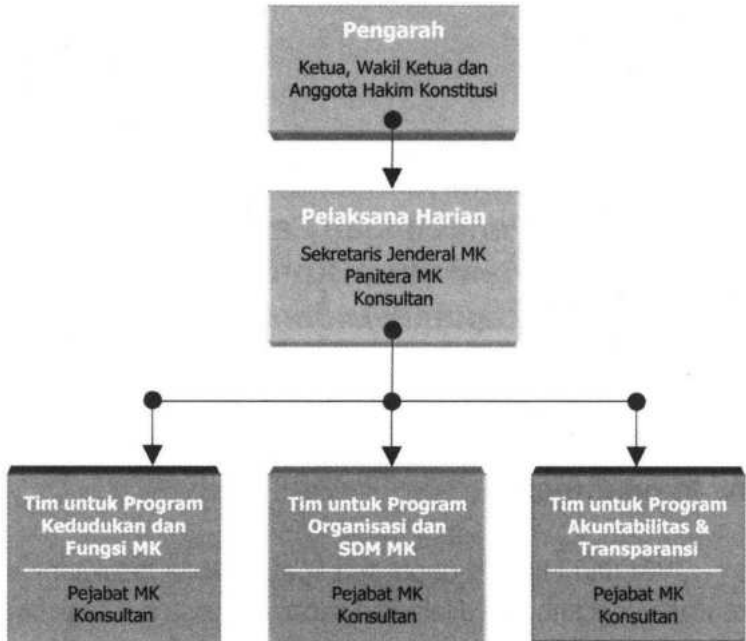 Pengarah
Ketua, Wakil Ketua dan
Anggota Hakim Konstitusi
Pelaksana Harian
Sekretaris Jenderal MK
Panitera MK
Konsultan
Tim untuk Program
Kedudukan dan
Fungsi MK
Pejabat MK
Konsultan
Tim untuk Program
Organisasi dan
SDM MK
Pejabat MK
Konsultan
Tim untuk Program
Akuntabilitas &
Transparansi
Pejabat MK
Konsultan